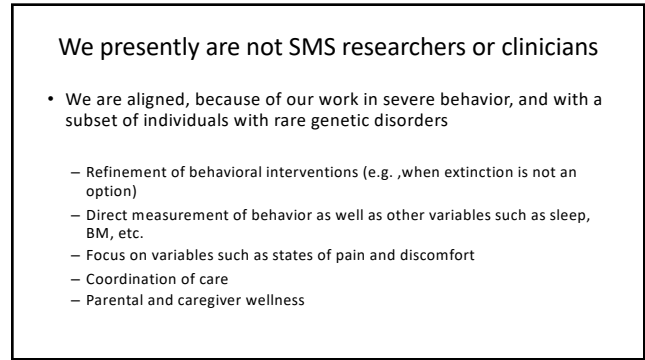 We presently are not SMS researchers or clinicians
• We are aligned, because of our work in severe behavior, and with a
subset of individuals with rare genetic disorders
– Refinement of behavioral interventions (e.g. ,when extinction is not an
option)
– Direct measurement of behavior as well as other variables such as sleep,
BM, etc.
– Focus on variables such as states of pain and discomfort
– Coordination of care
– Parental and caregiver wellness